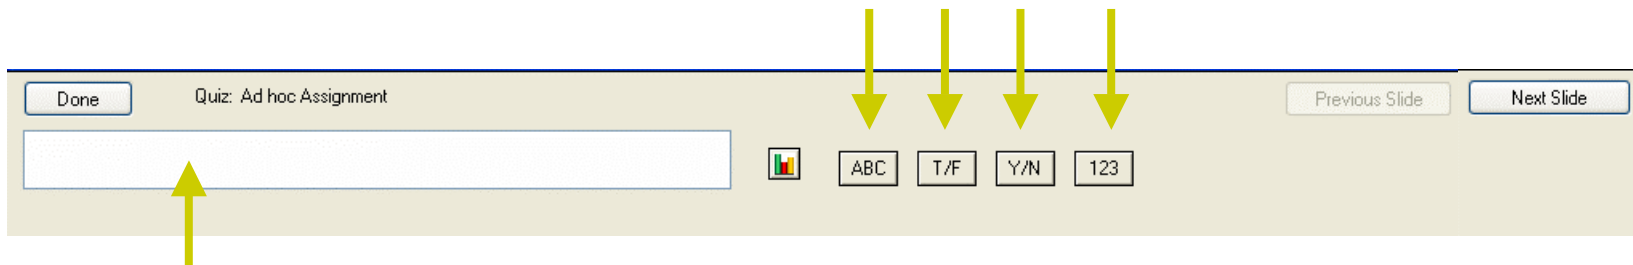 Done
Quiz: Ad hoc Assignment
Previous Slide
Next Slide
ABC
T/F
Y/N
123